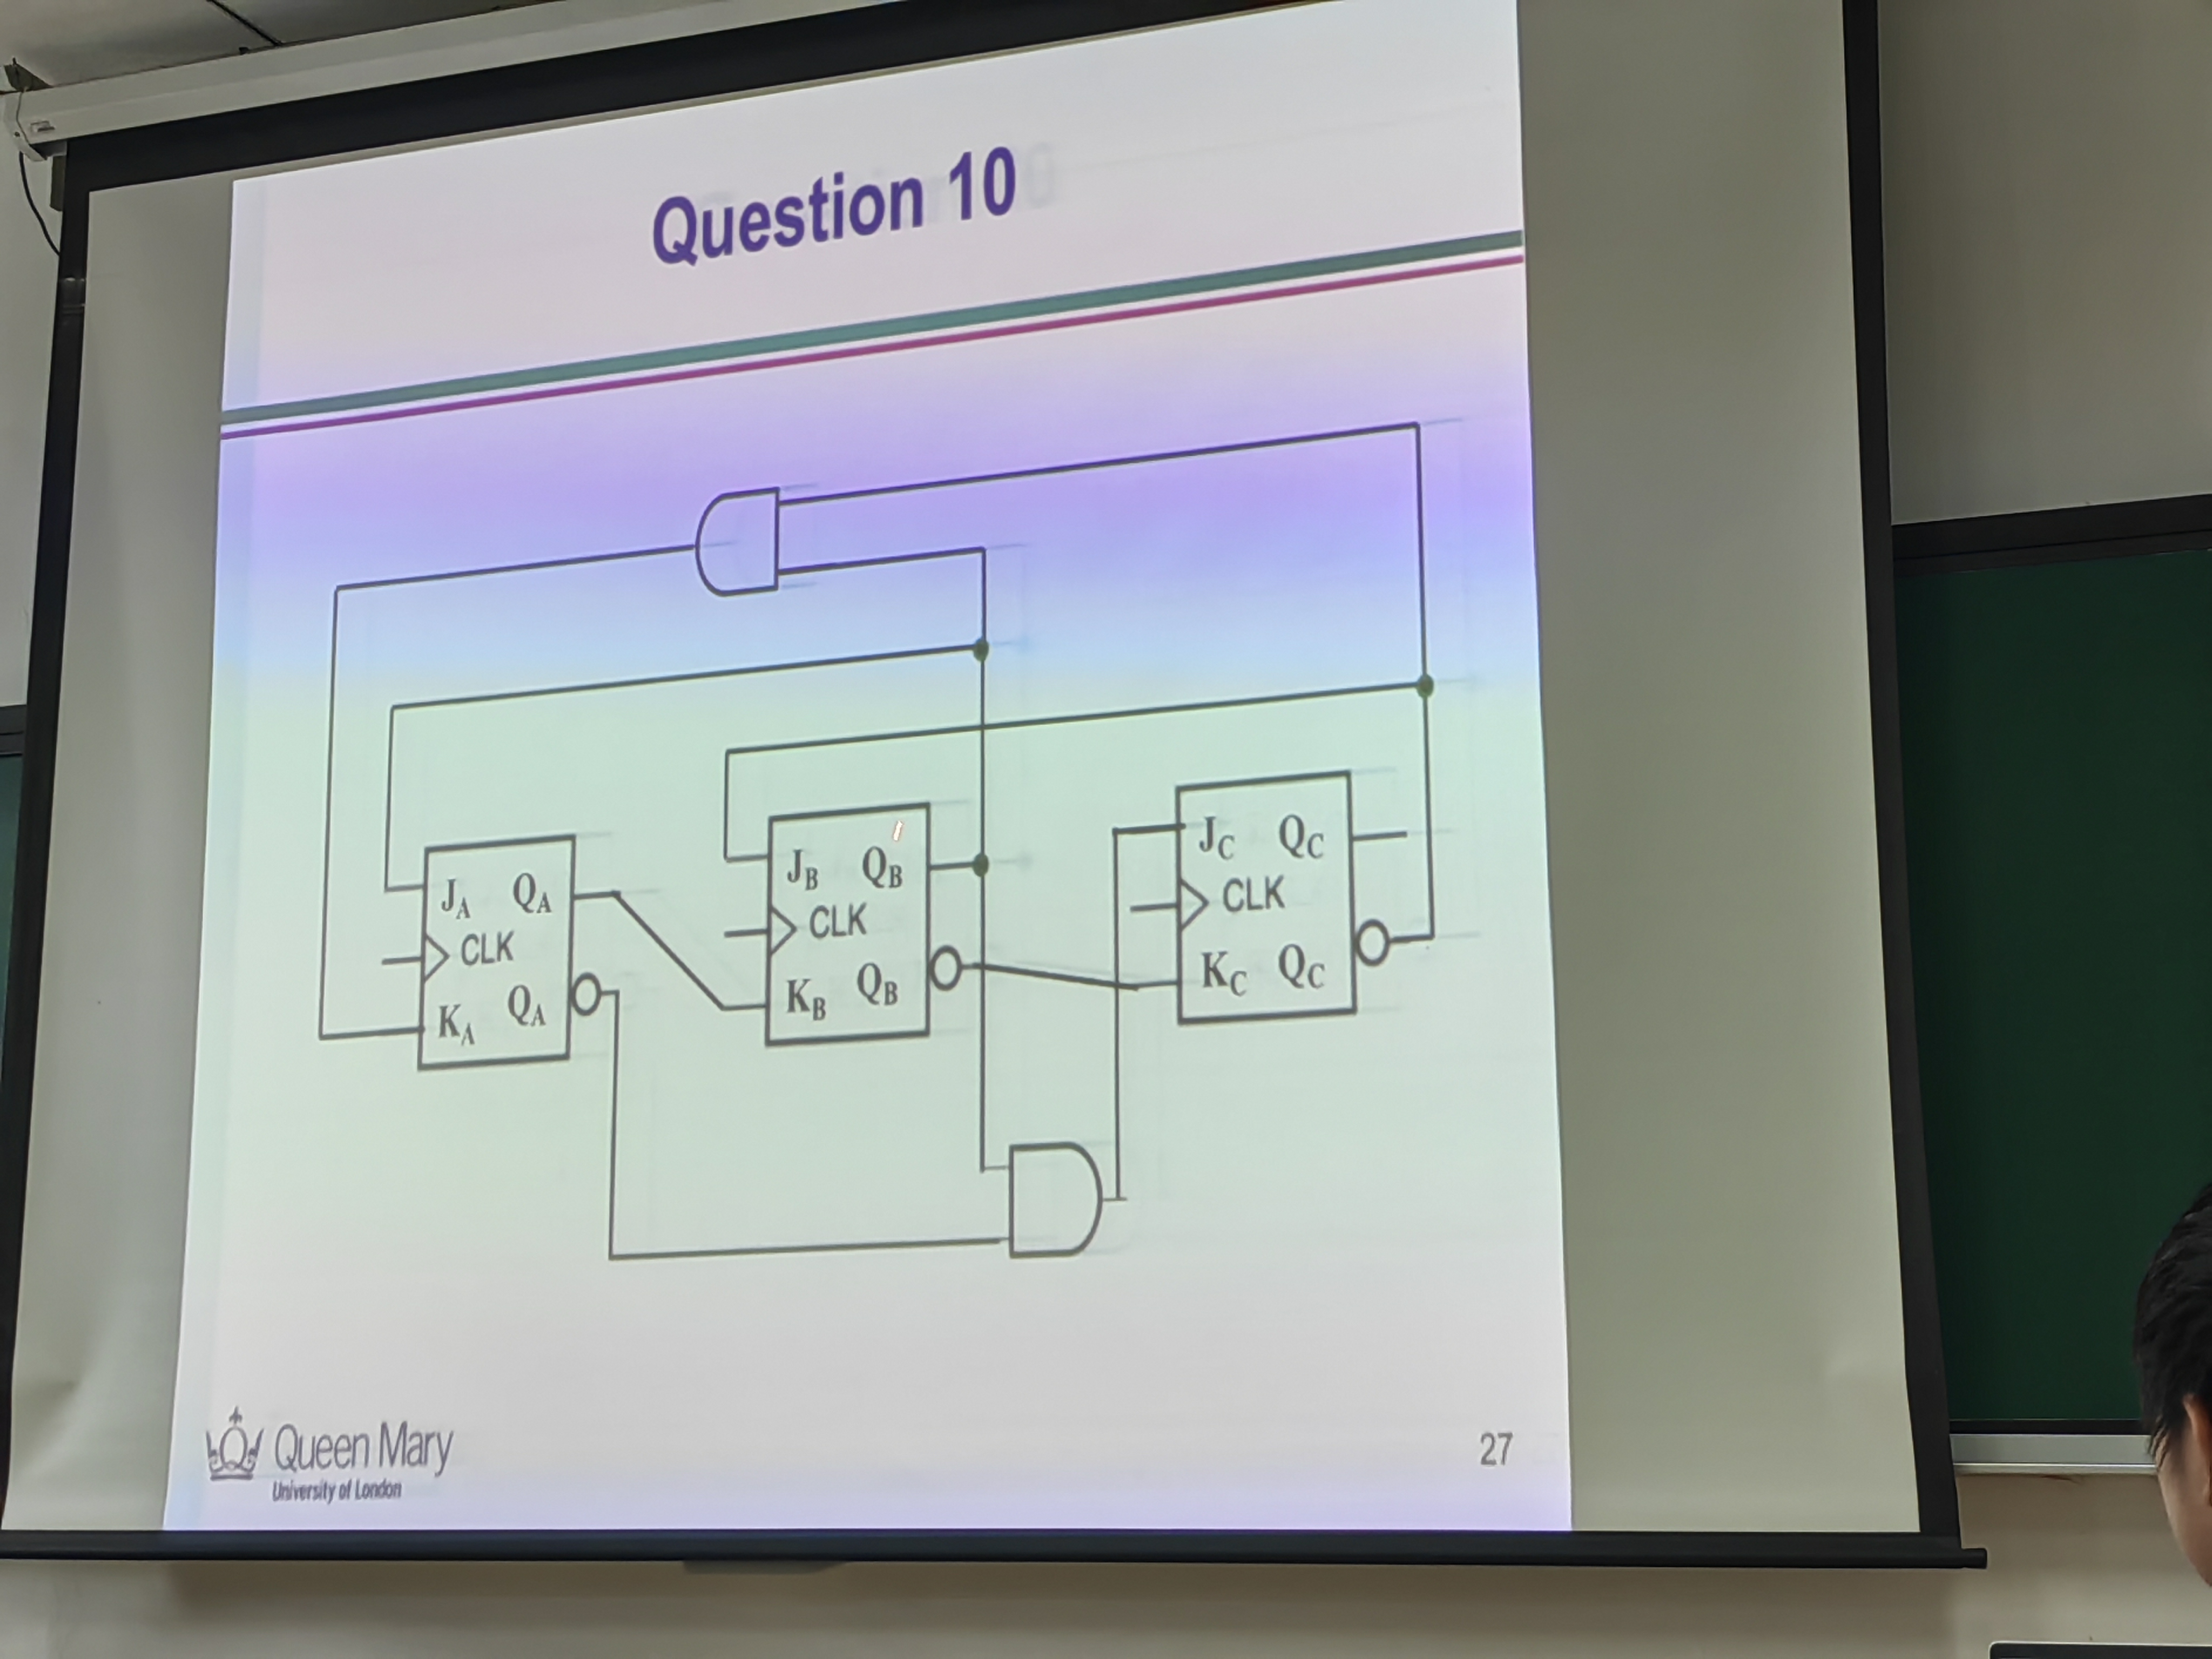 Question 10
J_A Q_A
CLK
K_A Q_A
J_B Q_B
CLK
K_B Q_B
J_C Q_C
CLK
K_C Q_C
Queen Mary
University of London
27